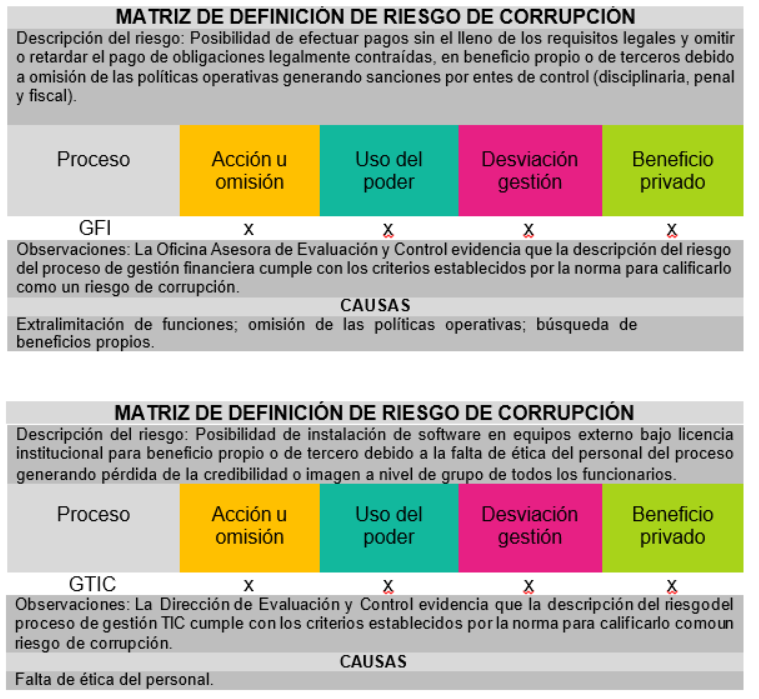 MATRIZ DE DEFINICIÓN DE RIESGO DE CORRUPCIÓN
Descripción del riesgo: Posibilidad de efectuar pagos sin el lleno de los requisitos legales y omitir
o retardar el pago de obligaciones legalmente contraídas, en beneficio propio o de terceros debido
a omisión de las políticas operativas generando sanciones por entes de control (disciplinaria, penal
y fiscal).
Proceso Acción u omisión Uso del poder Desviación gestión Beneficio privado
GFI x x x x
Observaciones: La Oficina Asesora de Evaluación y Control evidencia que la descripción del riesgo
del proceso de gestión financiera cumple con los criterios establecidos por la norma para calificarlo
como un riesgo de corrupción.
CAUSAS
Extralimitación de funciones; omisión de las políticas operativas; búsqueda de
beneficios propios.
MATRIZ DE DEFINICIÓN DE RIESGO DE CORRUPCIÓN
Descripción del riesgo: Posibilidad de instalación de software en equipos externo bajo licencia
institucional para beneficio propio o de tercero debido a la falta de ética del personal del proceso
generando pérdida de la credibilidad o imagen a nivel de grupo de todos los funcionarios.
Proceso Acción u omisión Uso del poder Desviación gestión Beneficio privado
GTIC x x x x
Observaciones: La Dirección de Evaluación y Control evidencia que la descripción del riesgodel
proceso de gestión TIC cumple con los criterios establecidos por la norma para calificarlo comoun
riesgo de corrupción.
CAUSAS
Falta de ética del personal.